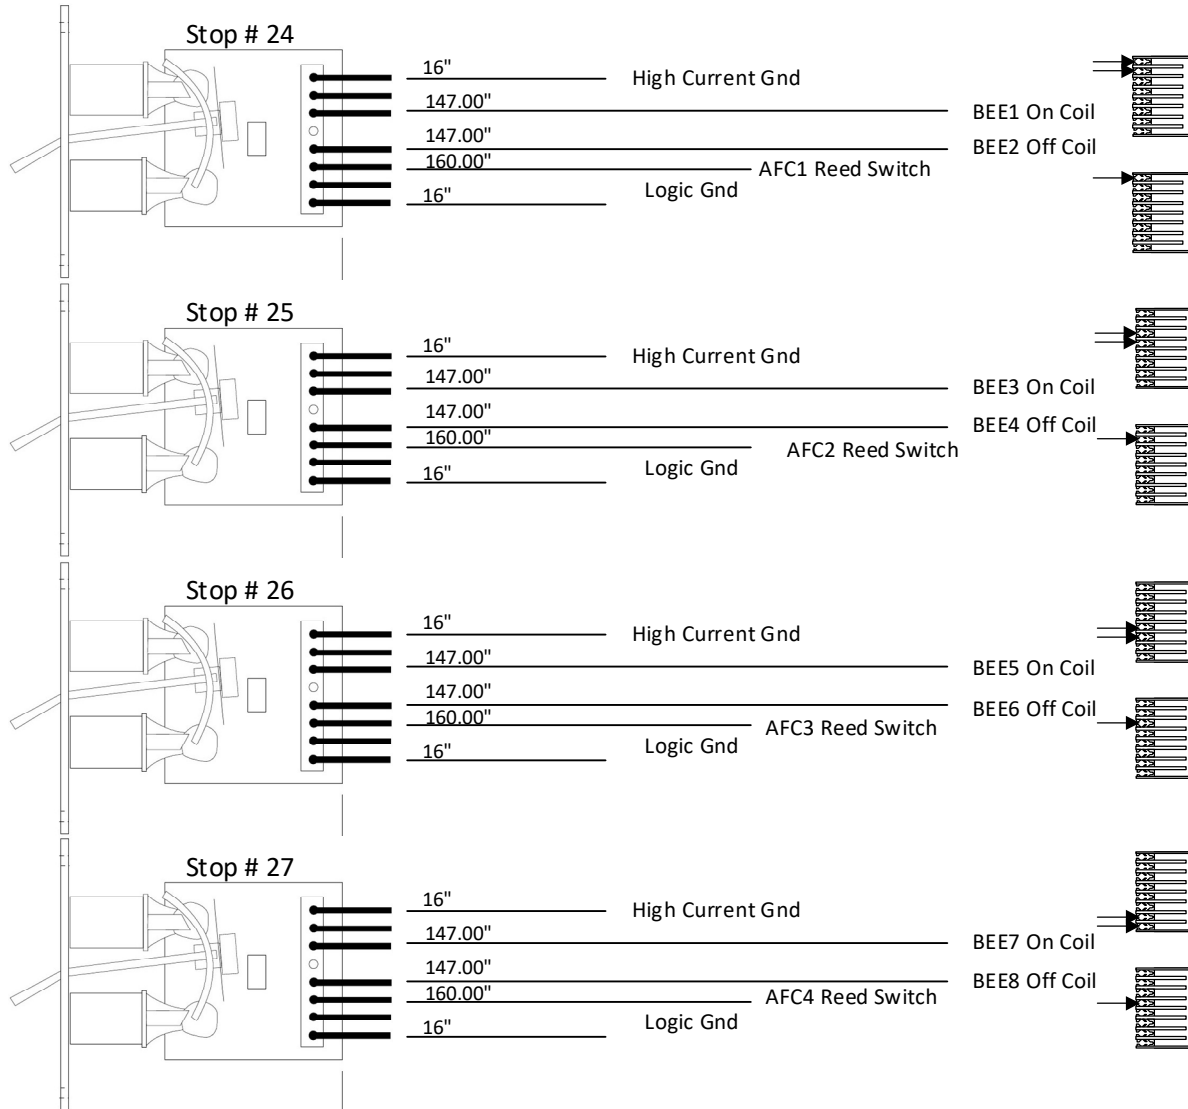 Stop # 24
16"
High Current Gnd
147.00"
BEE1 On Coil
147.00"
BEE2 Off Coil
160.00"
AFC1 Reed Switch
Logic Gnd
16"
Stop # 25
16"
High Current Gnd
147.00"
BEE3 On Coil
147.00"
BEE4 Off Coil
160.00"
AFC2 Reed Switch
Logic Gnd
16"
Stop # 26
16"
High Current Gnd
147.00"
BEE5 On Coil
147.00"
BEE6 Off Coil
160.00"
AFC3 Reed Switch
Logic Gnd
16"
Stop # 27
16"
High Current Gnd
147.00"
BEE7 On Coil
147.00"
BEE8 Off Coil
160.00"
AFC4 Reed Switch
Logic Gnd
16"